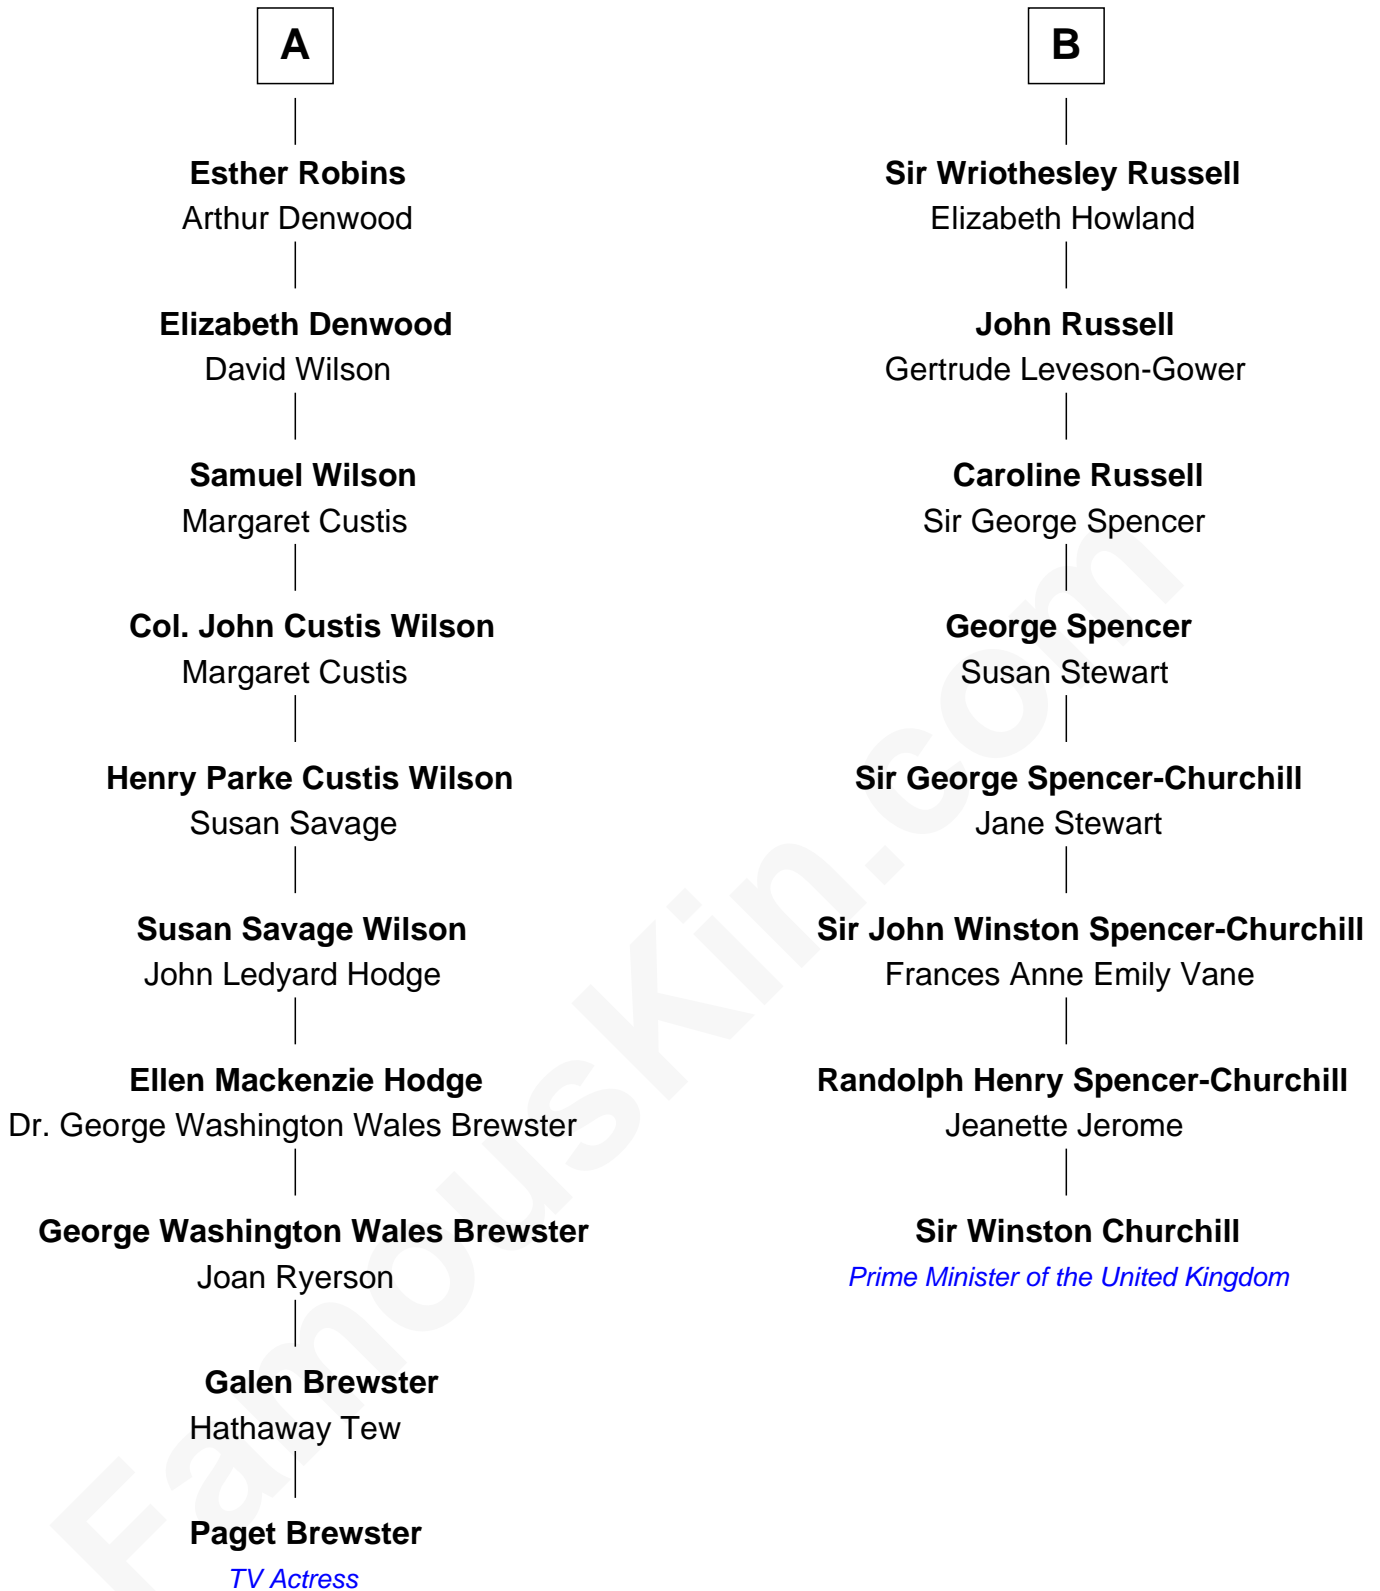 A
Esther Robins
Arthur Denwood
Elizabeth Denwood
David Wilson
Samuel Wilson
Margaret Custis
Col. John Custis Wilson
Margaret Custis
Henry Parke Custis Wilson
Susan Savage
Susan Savage Wilson
John Ledyard Hodge
Ellen Mackenzie Hodge
Dr. George Washington Wales Brewster
George Washington Wales Brewster
Joan Ryerson
Galen Brewster
Hathaway Tew
Paget Brewster
TV Actress
B
Sir Wriothesley Russell
Elizabeth Howland
John Russell
Gertrude Leveson-Gower
Caroline Russell
Sir George Spencer
George Spencer
Susan Stewart
Sir George Spencer-Churchill
Jane Stewart
Sir John Winston Spencer-Churchill
Frances Anne Emily Vane
Randolph Henry Spencer-Churchill
Jeanette Jerome
Sir Winston Churchill
Prime Minister of the United Kingdom
FamousKin.com